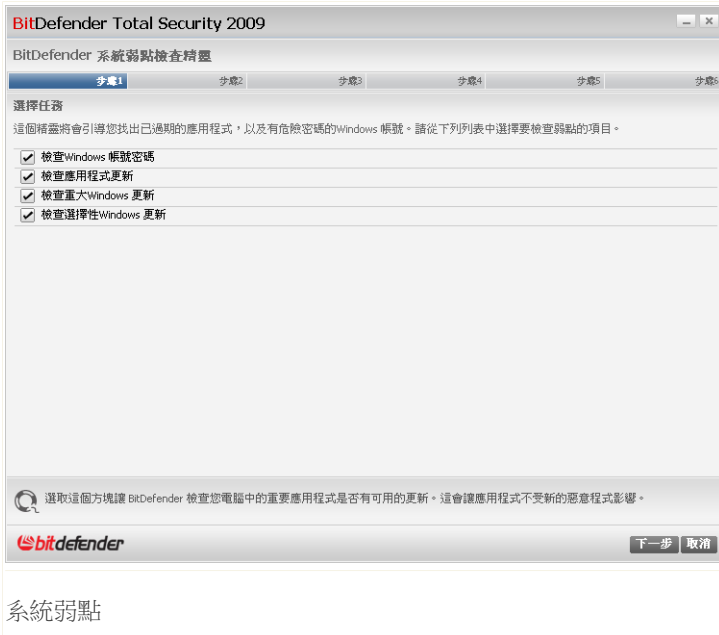 BitDefender Total Security 2009
BitDefender 系統弱點檢查精靈
步驟1 步驟2 步驟3 步驟4 步驟5 步驟6
選擇任務
這個精靈將會引導您找出已過期的應用程式，以及有危險密碼的Windows 帳號。請從下列列表中選擇要檢查弱點的項目。
檢查Windows 帳號密碼
檢查應用程式更新
檢查重大Windows 更新
檢查選擇性Windows 更新
選取這個方塊讓 BitDefender 檢查您電腦中的重要應用程式是否有可用的更新。這會讓應用程式不受新的惡意程式影響。
bitdefender
下一步 取消
系統弱點